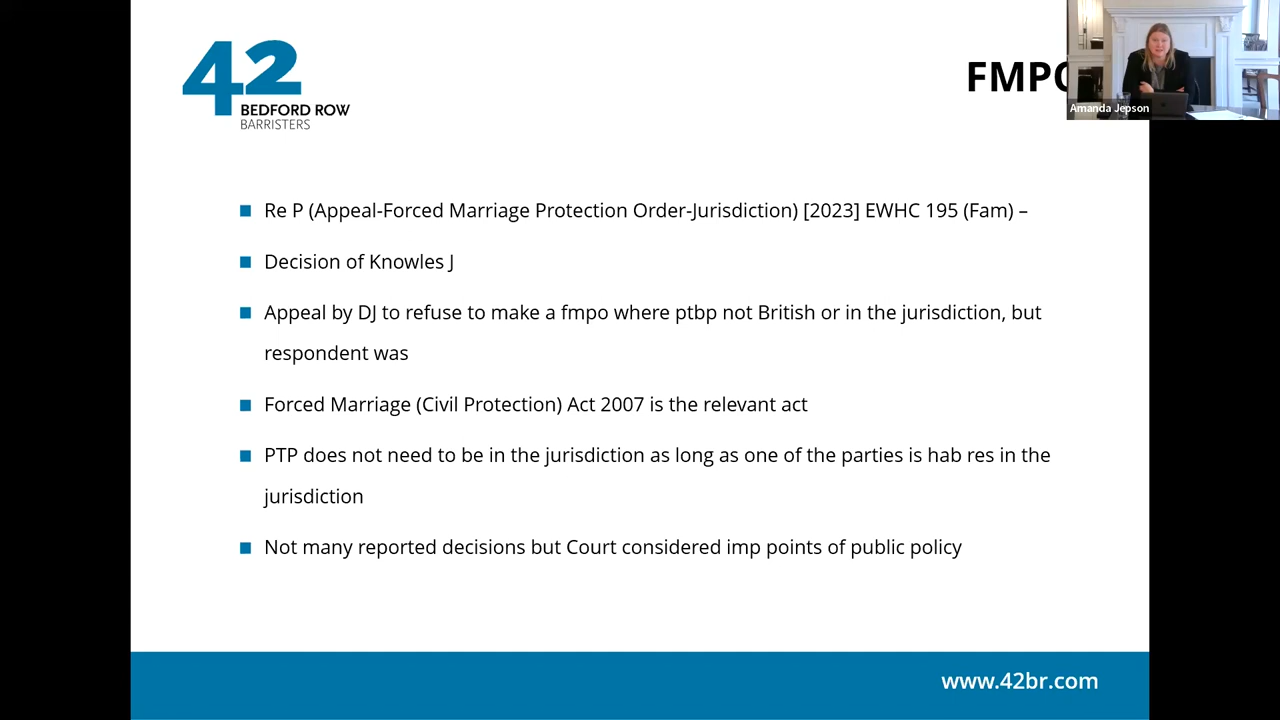 42
BEDFORD ROW
BARRISTERS
FMPO
Amanda Jepson
Re P (Appeal-Forced Marriage Protection Order-Jurisdiction) [2023] EWHC 195 (Fam) –
Decision of Knowles J
Appeal by DJ to refuse to make a fmpo where ptbp not British or in the jurisdiction, but
respondent was
Forced Marriage (Civil Protection) Act 2007 is the relevant act
PTP does not need to be in the jurisdiction as long as one of the parties is hab res in the
jurisdiction
Not many reported decisions but Court considered imp points of public policy
www.42br.com